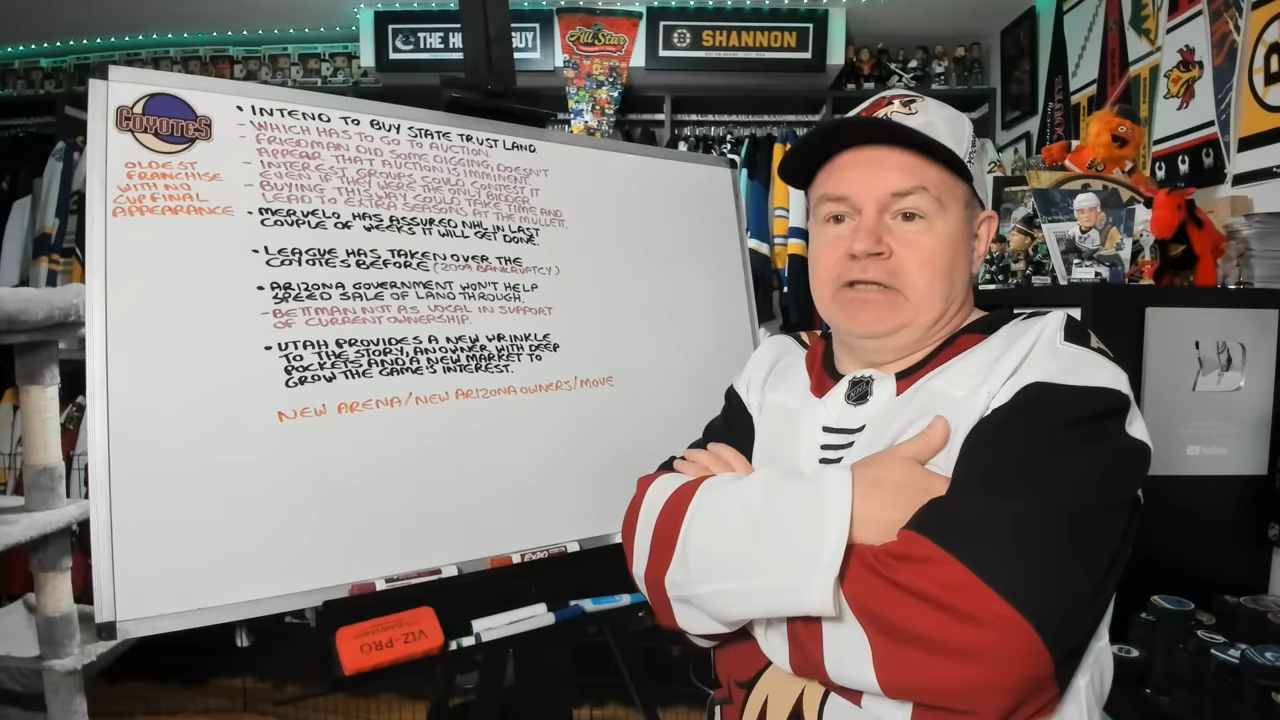 THE HO GUY
All Star
SHANNON
COYOTES
OLDEST
FRANCHISE
WITH NO
CUP FINAL
APPEARANCE
• INTEND TO BUY STATE TRUST LAND
- WHICH HAS TO GO TO AUCTION.
- FRIEDMAN DID SOME DIGGING, DOESN'T
APPEAR THAT AUCTION IS IMMINENT
- INTEREST GROUPS COULD CONTEST IT
EVEN IF THEY WERE THE ONLY BIDDER
- BUYING THIS WAY COULD TAKE TIME AND
LEAD TO EXTRA SEASONS AT THE MULLETT.
• MERVELO HAS ASSURED NHL IN LAST
COUPLE OF WEEKS IT WILL GET DONE.
• LEAGUE HAS TAKEN OVER THE
COYOTES BEFORE (2009 BANKRUPTCY)
• ARIZONA GOVERNMENT WON'T HELP
SPEED SALE OF LAND THROUGH.
- BETTMAN NOT AS VOCAL IN SUPPORT
OF CURRENT OWNERSHIP.
• UTAH PROVIDES A NEW WRINKLE
TO THE STORY, AN OWNER WITH DEEP
POCKETS AND A NEW MARKET TO
GROW THE GAME'S INTEREST.
NEW ARENA/NEW ARIZONA OWNERS/MOVE
NHL
EXPO
VIZ-PRO